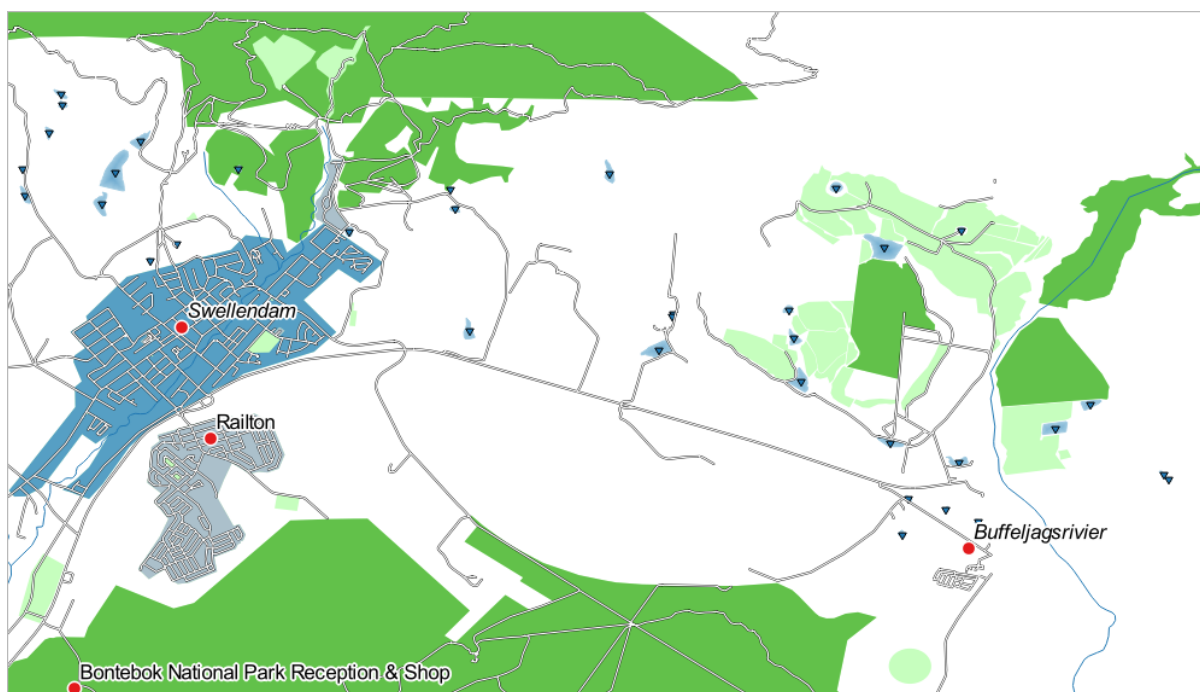 Swellendam
Railton
Buffeljagsrivier
Bontebok National Park Reception & Shop